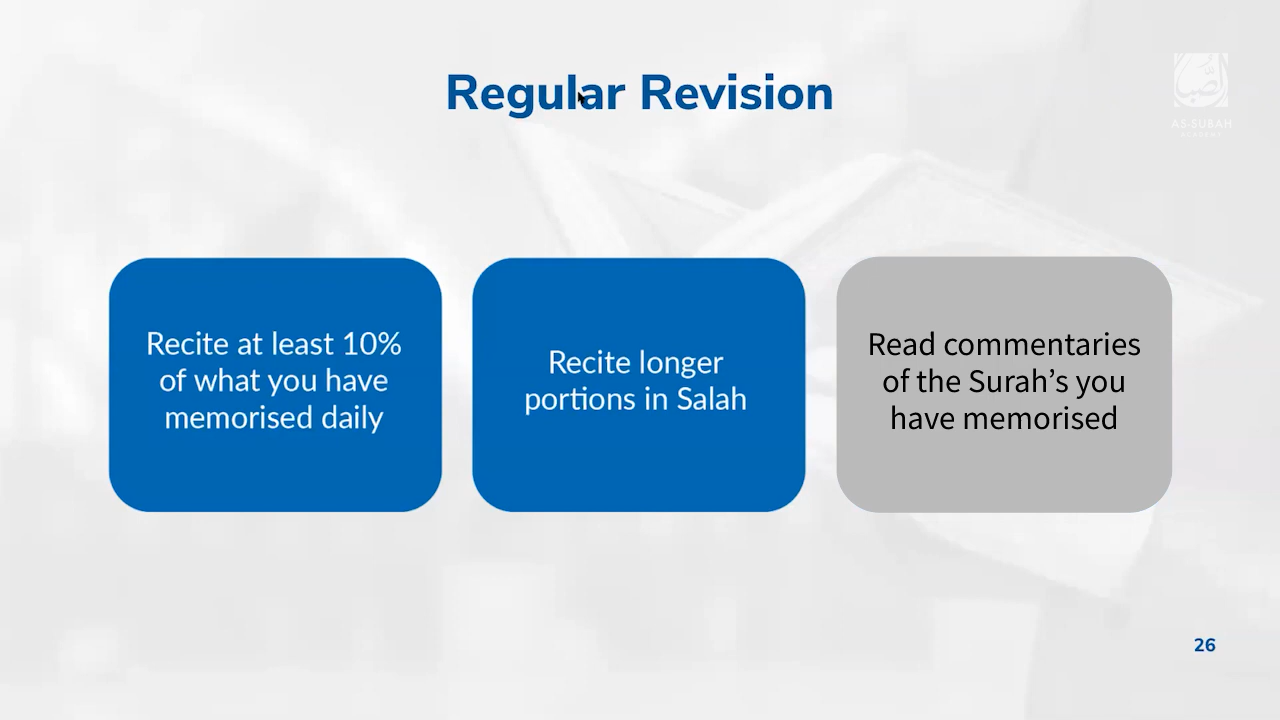 Regular Revision
AS-SUBAH
ACADEMY
Recite at least 10%
of what you have
memorised daily
Recite longer
portions in Salah
Read commentaries
of the Surah’s you
have memorised
26